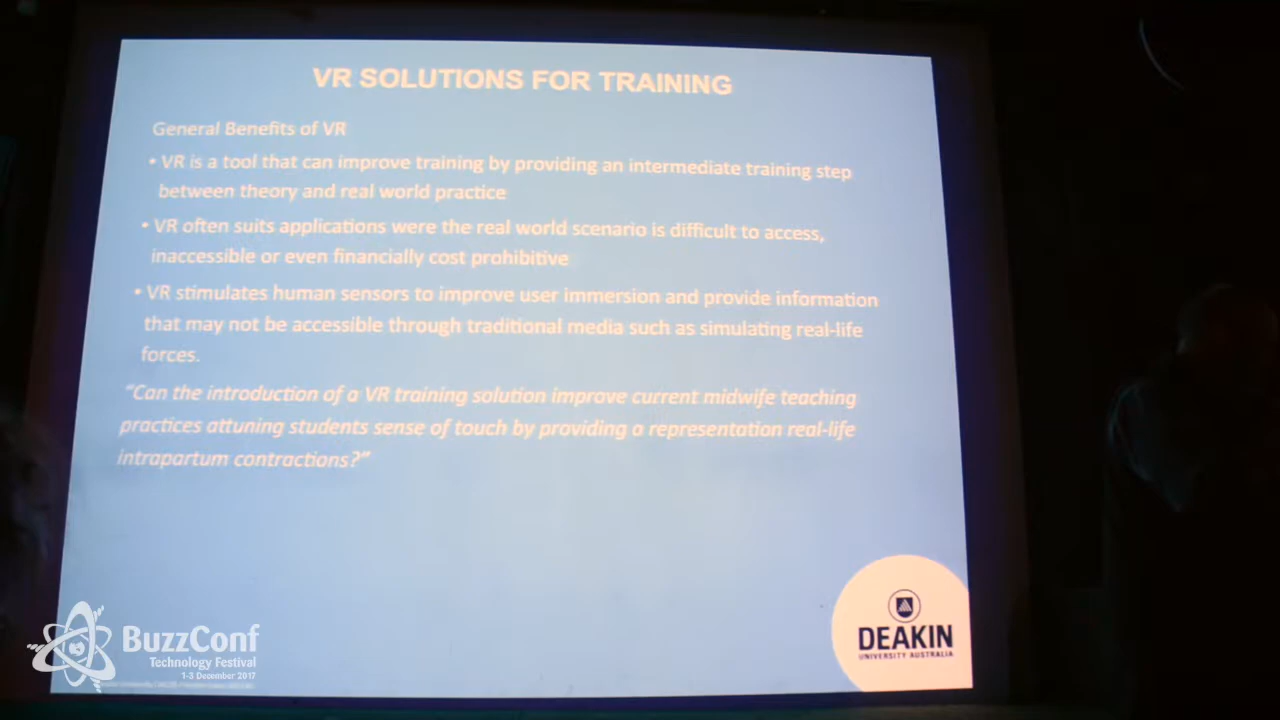 VR SOLUTIONS FOR TRAINING
General Benefits of VR
• VR is a tool that can improve training by providing an intermediate training step
between theory and real world practice
• VR often suits applications were the real world scenario is difficult to access,
inaccessible or even financially cost prohibitive
• VR stimulates human sensors to improve user immersion and provide information
that may not be accessible through traditional media such as simulating real-life
forces.
“Can the introduction of a VR training solution improve current midwife teaching
practices attuning students sense of touch by providing a representation real-life
intrapartum contractions?”
DEAKIN
UNIVERSITY AUSTRALIA
BuzzConf
Technology Festival
1-3 December 2017